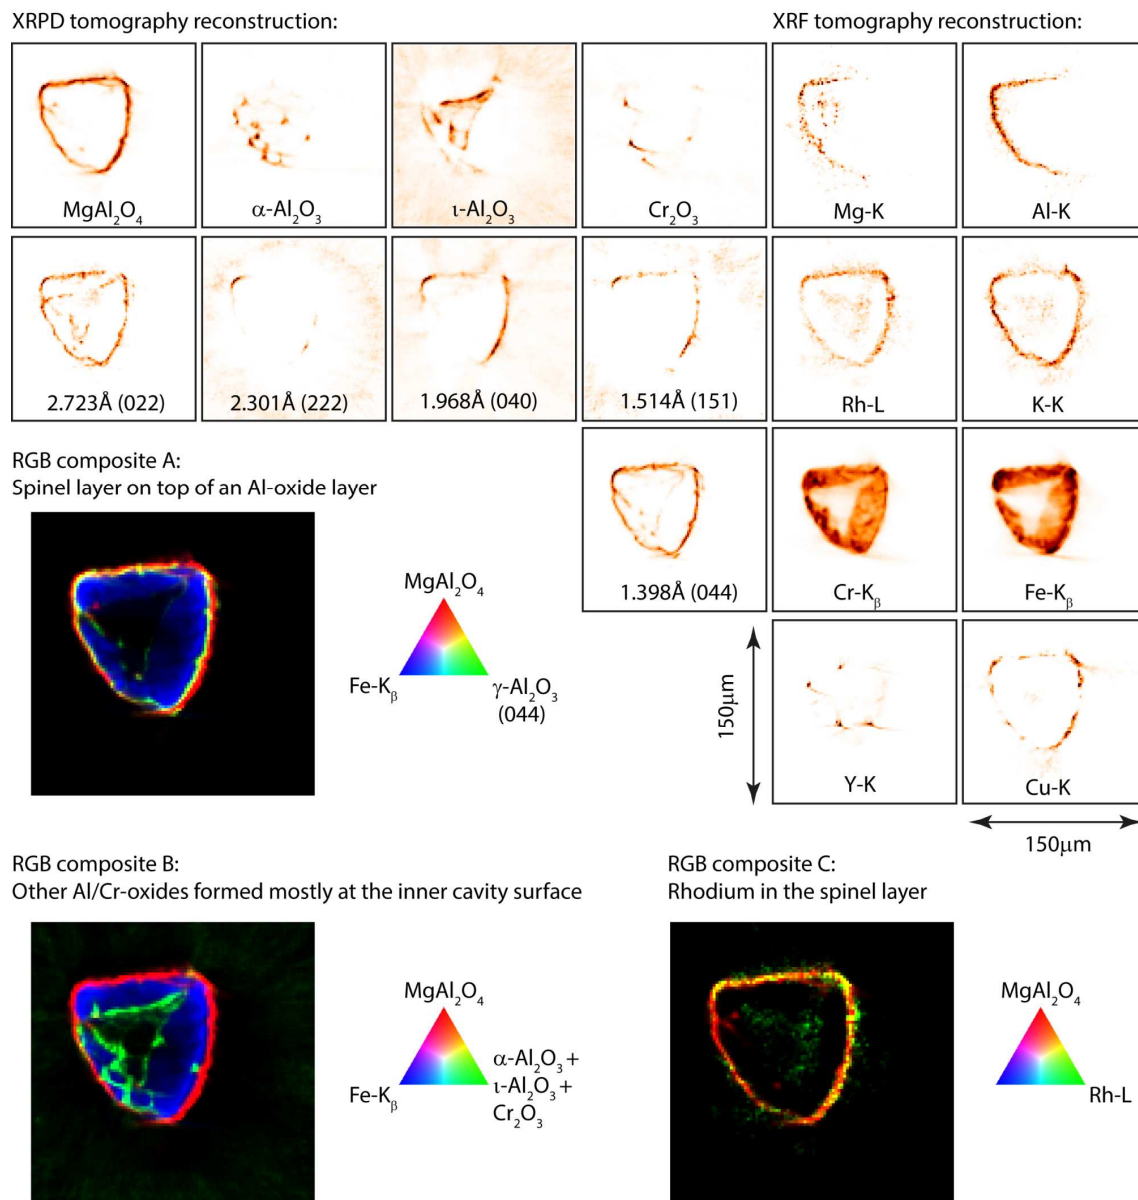 XRPD tomography reconstruction:
XRF tomography reconstruction:
MgAl₂O₄
α-Al₂O₃
ι-Al₂O₃
Cr₂O₃
Mg-K
Al-K
2.723Å (022)
2.301Å (222)
1.968Å (040)
1.514Å (151)
Rh-L
K-K
RGB composite A:
Spinel layer on top of an Al-oxide layer
1.398Å (044)
Cr-Kβ
Fe-Kβ
MgAl₂O₄
Fe-Kβ
γ-Al₂O₃
(044)
150μm
Y-K
Cu-K
150μm
RGB composite B:
Other Al/Cr-oxides formed mostly at the inner cavity surface
MgAl₂O₄
Fe-Kβ
α-Al₂O₃ +
ι-Al₂O₃ +
Cr₂O₃
RGB composite C:
Rhodium in the spinel layer
MgAl₂O₄
Rh-L